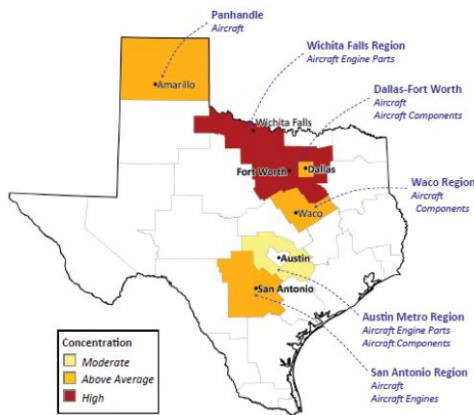 Panhandle
Aircraft
Wichita Falls Region
Aircraft Engine Parts
Dallas-Fort Worth
Aircraft
Aircraft Components
Amarillo
Wichita Falls
Fort Worth
Dallas
Waco Region
Aircraft
Components
Waco
Austin
San Antonio
Austin Metro Region
Aircraft Engine Parts
Aircraft Components
San Antonio Region
Aircraft
Aircraft Engines
Concentration
Moderate
Above Average
High